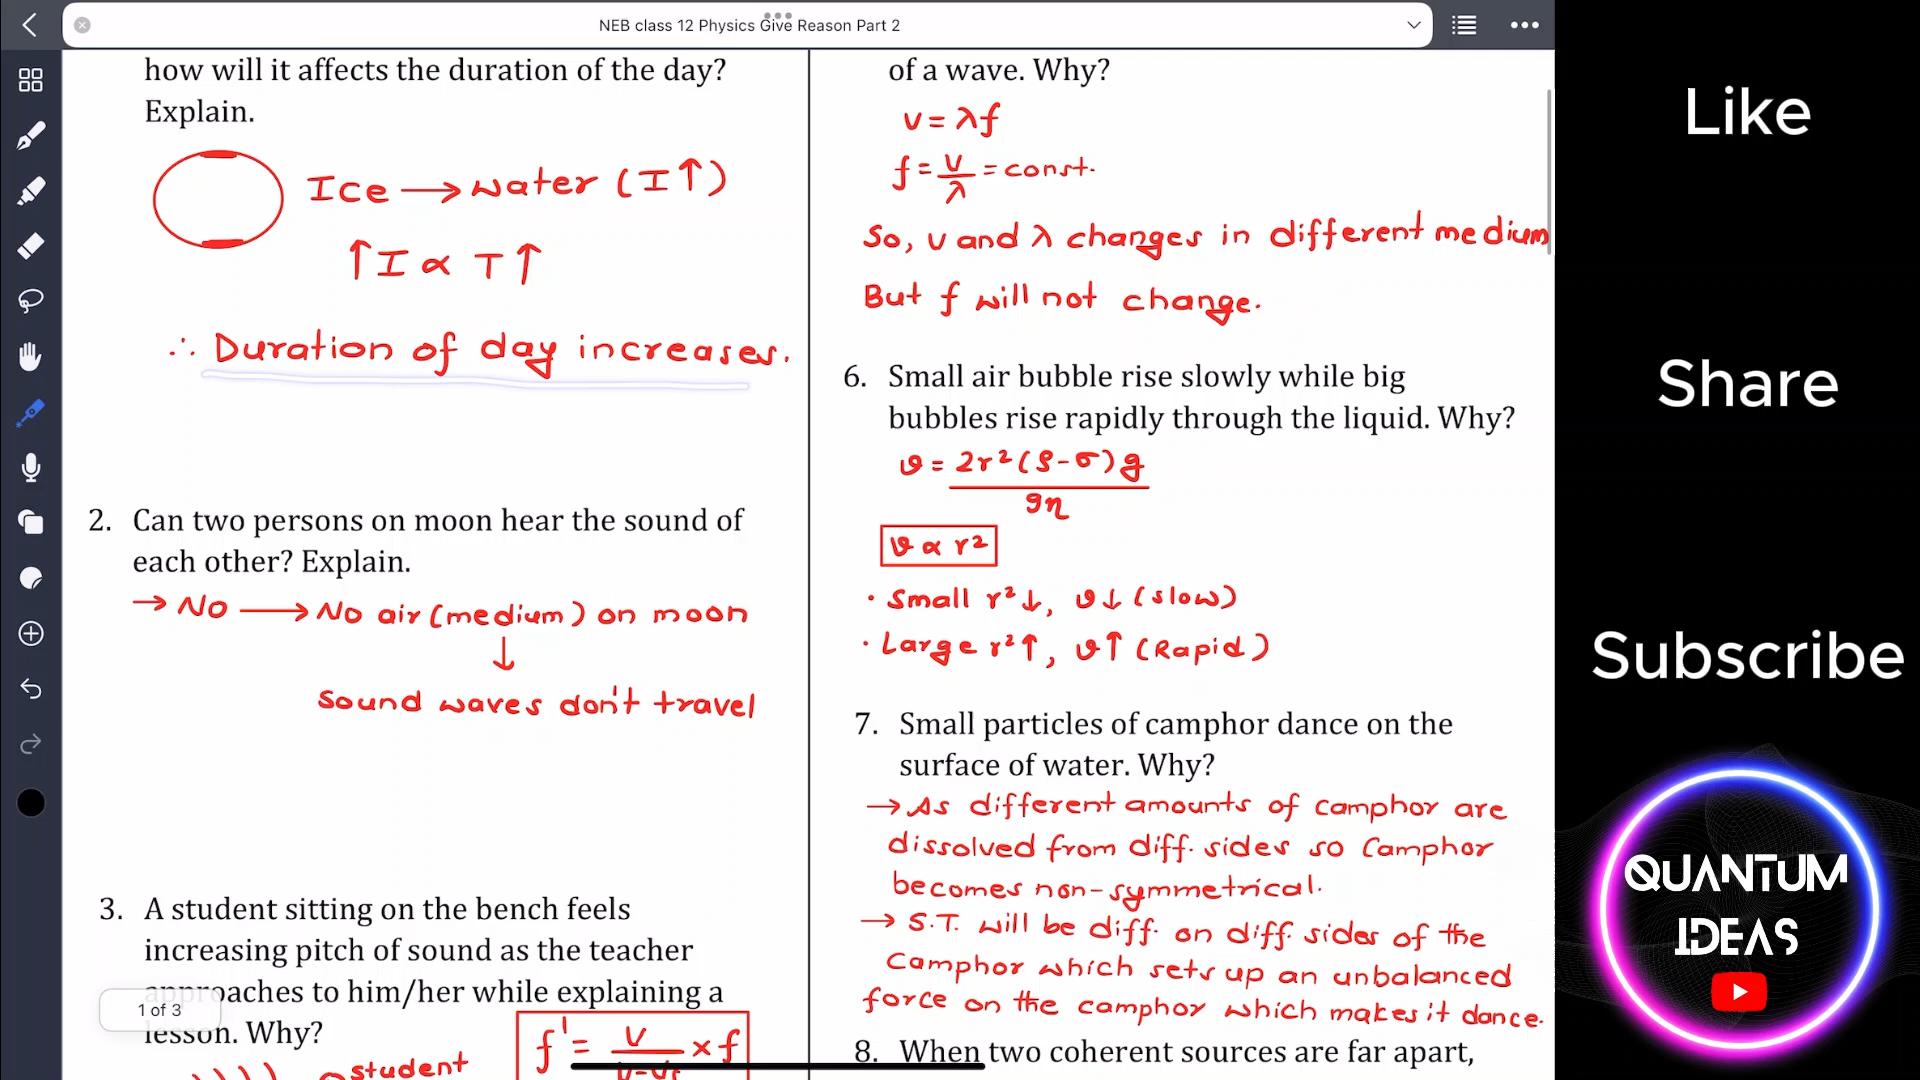 NEB class 12 Physics Give Reason Part 2
how will it affects the duration of the day?
Explain.
Ice → water (I↑)
↑I ∝ T↑
∴ Duration of day increases.
2. Can two persons on moon hear the sound of
each other? Explain.
→ No → No air (medium) on moon
↓
Sound waves don't travel
3. A student sitting on the bench feels
increasing pitch of sound as the teacher
approaches to him/her while explaining a
lesson. Why?
1 of 3
student
f' = v/v-vs × f
of a wave. Why?
v = λf
f = v/λ = const.
So, v and λ changes in different medium
But f will not change.
6. Small air bubble rise slowly while big
bubbles rise rapidly through the liquid. Why?
v = 2r²(ρ-σ)g
9η
v ∝ r²
· Small r²↓, v↓ (slow)
· Large r²↑, v↑ (Rapid)
7. Small particles of camphor dance on the
surface of water. Why?
→ As different amounts of camphor are
dissolved from diff. sides so camphor
becomes non-symmetrical.
→ S.T. will be diff. on diff. sides of the
camphor which sets up an unbalanced
force on the camphor which makes it dance.
8. When two coherent sources are far apart,
Like
Share
Subscribe
QUANTUM
IDEAS